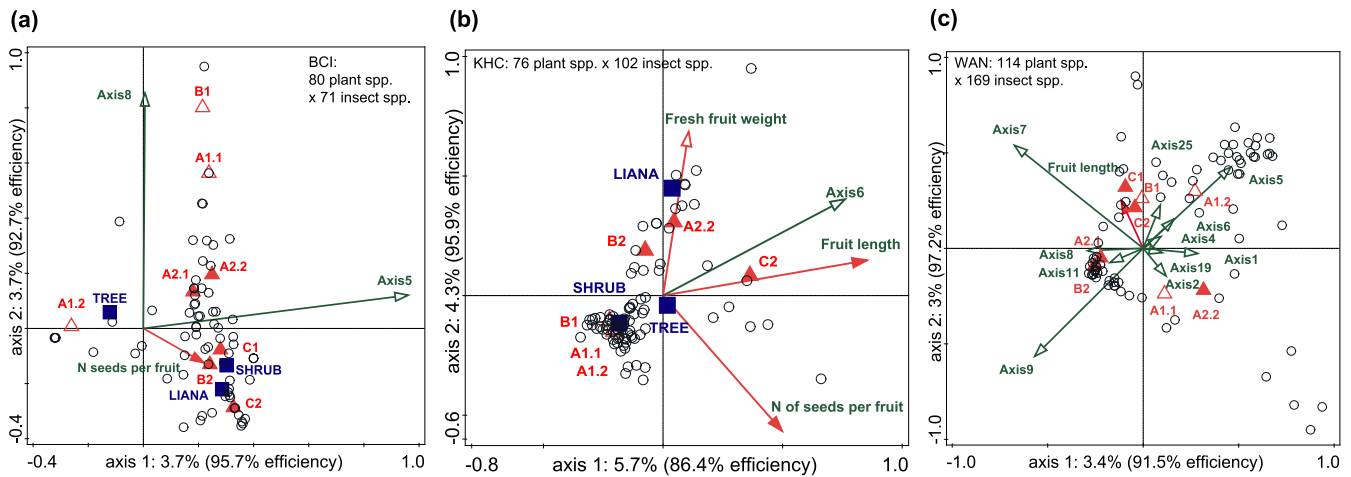 (a)
BCI:
80 plant spp.
x 71 insect spp.
1.0
axis 2: 3.7% (92.7% efficiency)
-0.4
Axis8
B1
A1.1
A2.1
A2.2
Axis5
A1.2
TREE
N seeds per fruit
C1
B2
SHRUB
LIANA
C2
-0.4
axis 1: 3.7% (95.7% efficiency)
1.0
(b)
KHC: 76 plant spp. x 102 insect spp.
1.0
axis 2: 4.3% (95.9% efficiency)
-0.6
Fresh fruit weight
LIANA
Axis6
A2.2
B2
Fruit length
C2
SHRUB
B1
TREE
A1.1
A1.2
N of seeds per fruit
-0.8
axis 1: 5.7% (86.4% efficiency)
1.0
(c)
WAN: 114 plant spp.
x 169 insect spp.
1.0
axis 2: 3% (97.2% efficiency)
-1.0
Axis7
Axis25
Fruit length
C1
B1
Axis5
A1.2
C2
Axis6
A2.1
Axis4
Axis8
Axis1
Axis11
Axis19
B2
Axis2
A1.1
A2.2
Axis9
-1.0
axis 1: 3.4% (91.5% efficiency)
1.0